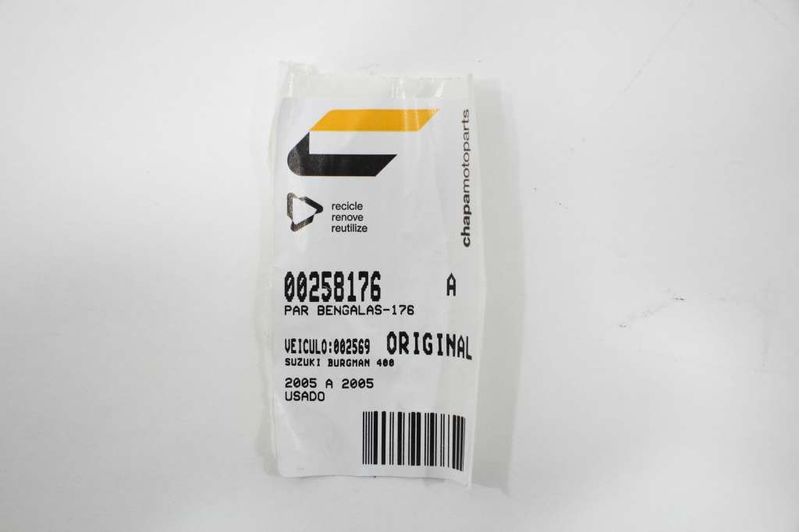 chapamotoparts
recicle
renove
reutilize
00258176 A
PAR BENGALAS-176
VEICULO:002569 ORIGINAL
SUZUKI BURGMAN 400
2005 A 2005
USADO